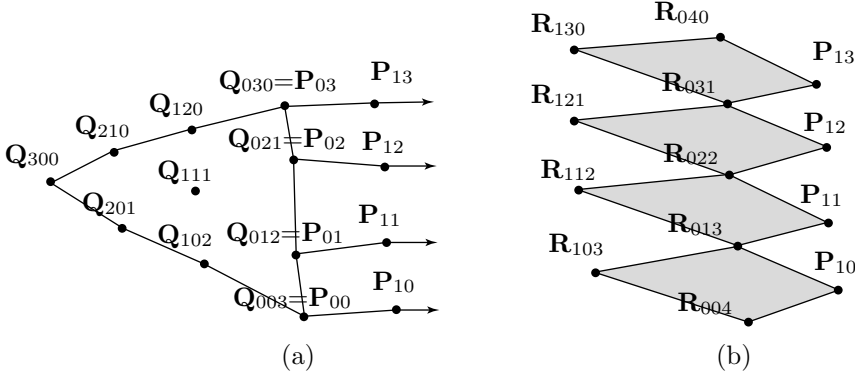 R₀₄₀
R₁₃₀
P₁₃
Q₀₃₀=P₀₃
P₁₃
R₀₃₁
Q₁₂₀
R₁₂₁
Q₂₁₀
Q₀₂₁=P₀₂
P₁₂
P₁₂
Q₃₀₀
R₀₂₂
Q₁₁₁
R₁₁₂
Q₂₀₁
P₁₁
P₁₁
Q₁₀₂
Q₀₁₂=P₀₁
R₀₁₃
R₁₀₃
P₁₀
P₁₀
Q₀₀₃=P₀₀
R₀₀₄
(a)
(b)